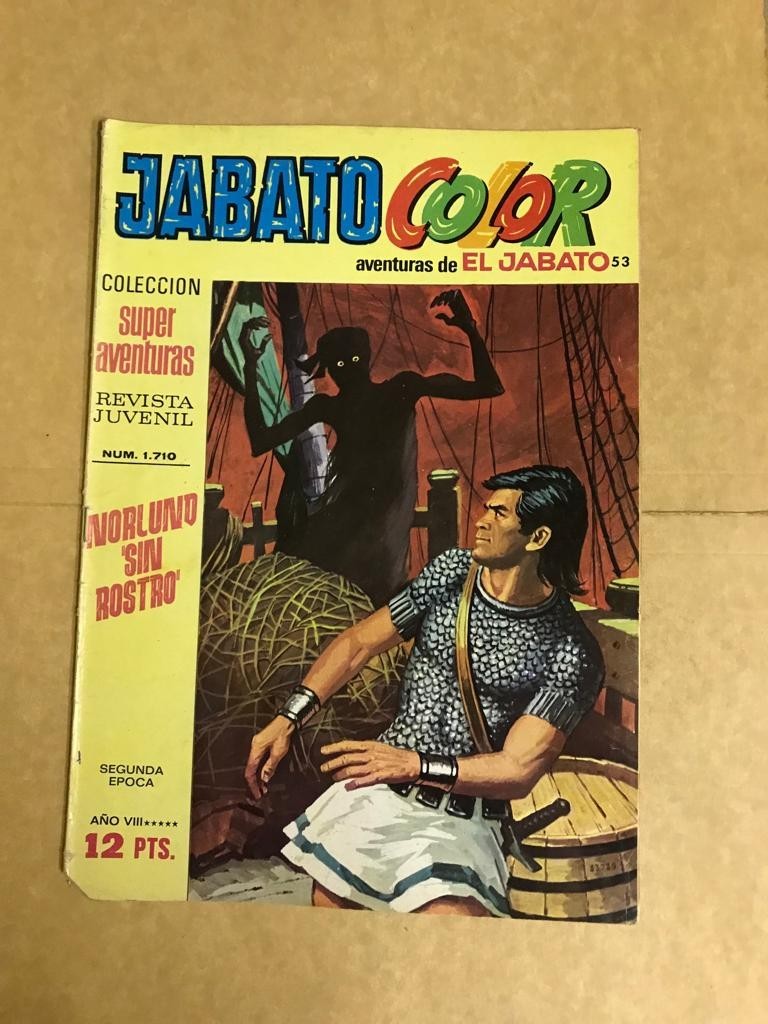 JABATO COLOR
aventuras de EL JABATO 53
COLECCION
super
aventuras
REVISTA
JUVENIL
NUM. 1.710
NORLUND
'SIN
ROSTRO'
SEGUNDA
EPOCA
AÑO VIII★★★★★
12 PTS.